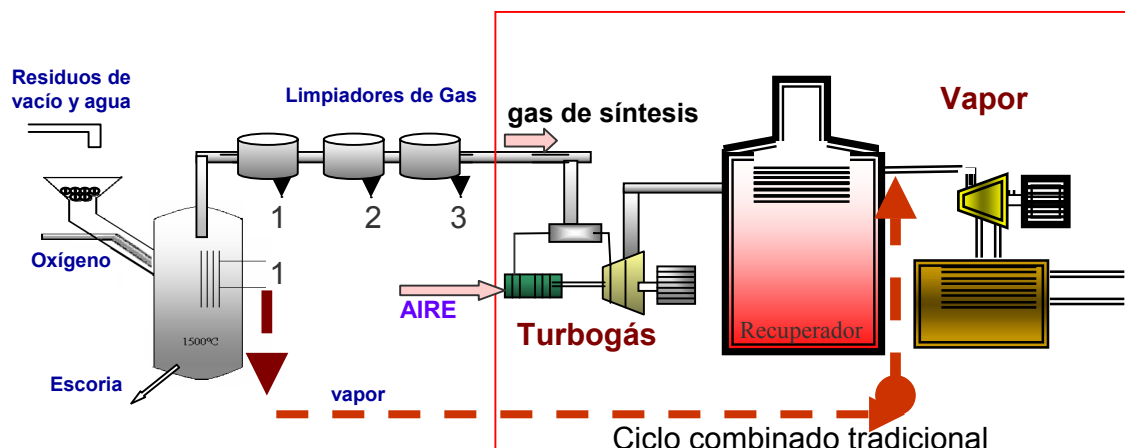 Residuos de
vacío y agua
Limpiadores de Gas
gas de síntesis
Vapor
1
2
3
Oxígeno
1
AIRE
Turbogás
Recuperador
1500ºC
Escoria
vapor
Ciclo combinado tradicional